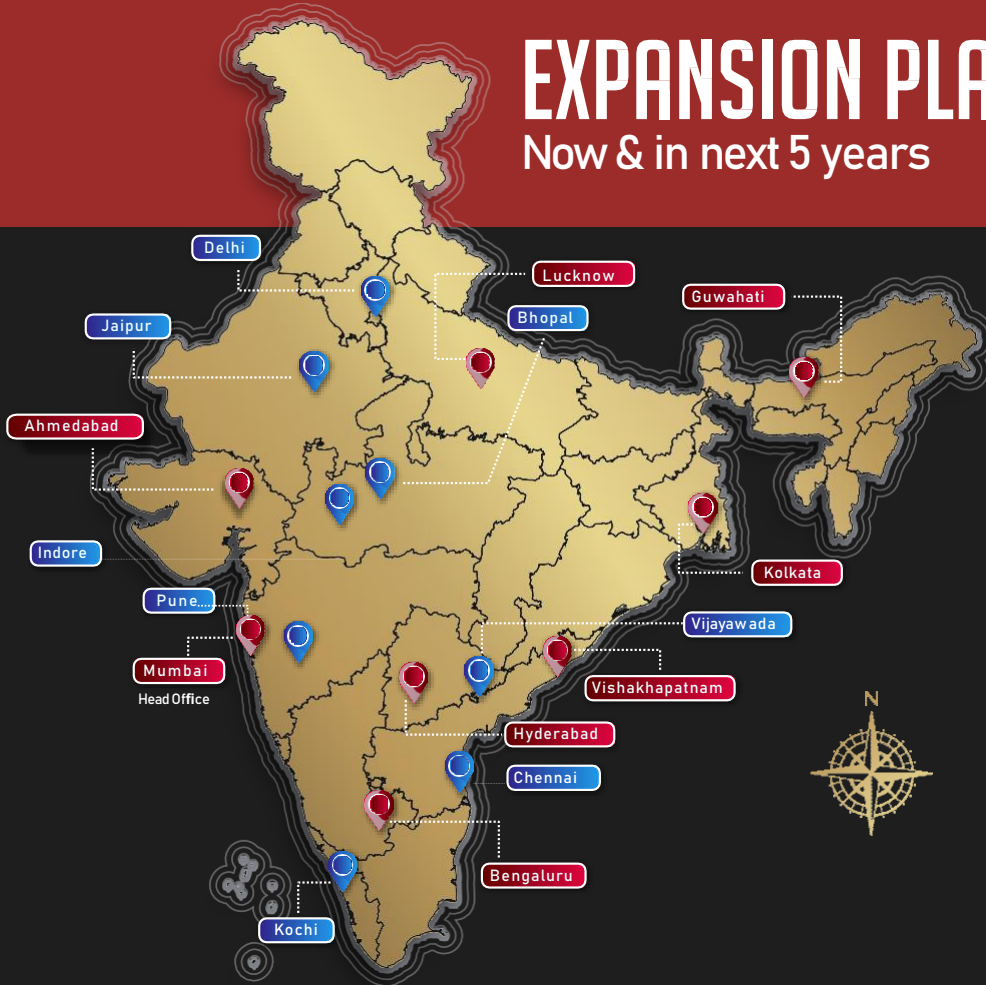 EXPANSION PLA
Now & in next 5 years
Delhi
Lucknow
Guwahati
Bhopal
Jaipur
Ahmedabad
Indore
Kolkata
Pune
Vijayawada
Mumbai
Head Office
Vishakhapatnam
N
Hyderabad
Chennai
Bengaluru
Kochi